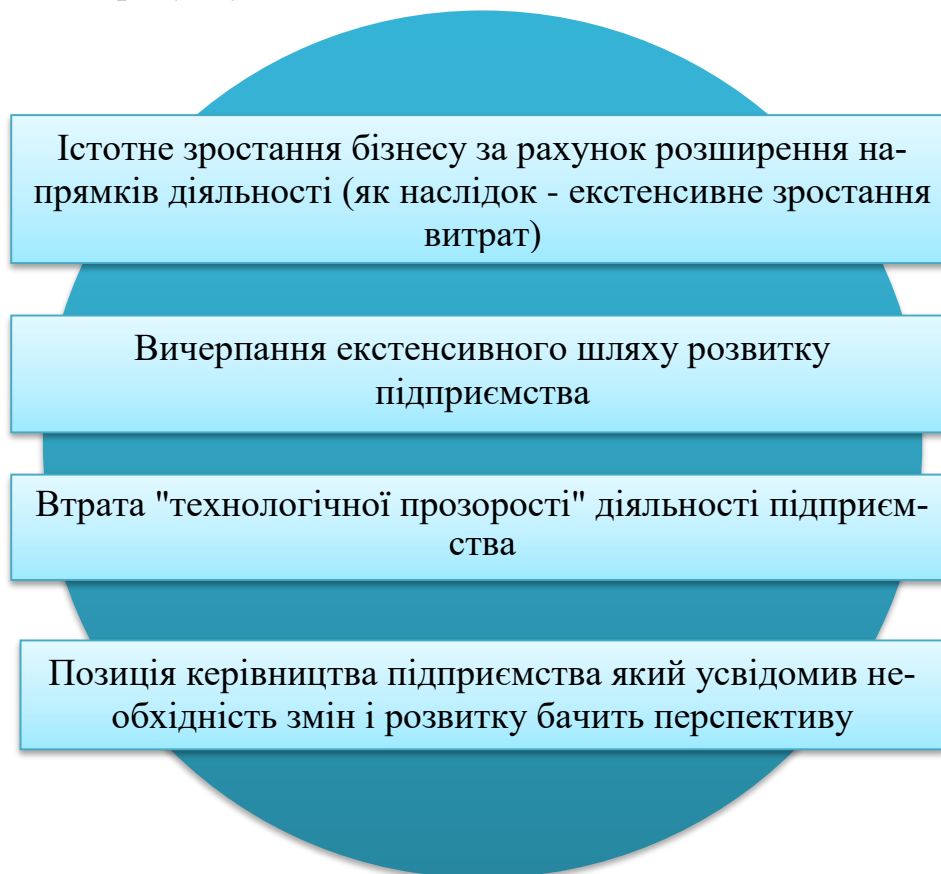 Істотне зростання бізнесу за рахунок розширення на-
прямків діяльності (як наслідок - екстенсивне зростання
витрат)
Вичерпання екстенсивного шляху розвитку
підприємства
Втрата "технологічної прозорості" діяльності підприєм-
ства
Позиція керівництва підприємства який усвідомив не-
обхідність змін і розвитку бачить перспективу